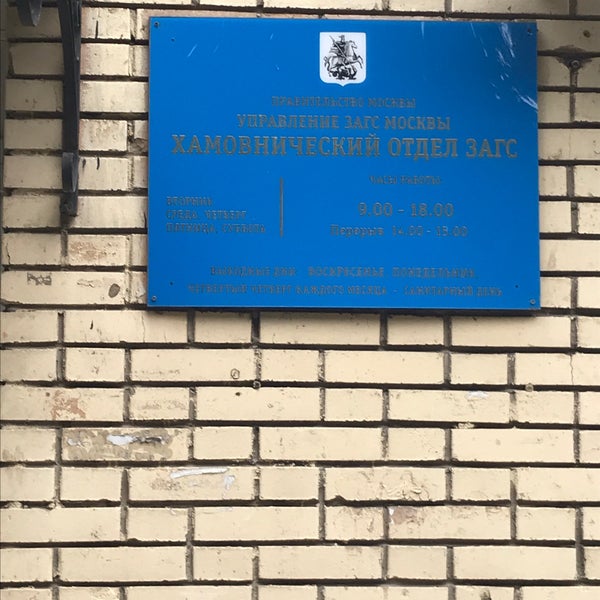 ПРАВИТЕЛЬСТВО МОСКВЫ
УПРАВЛЕНИЕ ЗАГС МОСКВЫ
ХАМОВНИЧЕСКИЙ ОТДЕЛ ЗАГС
ЧАСЫ РАБОТЫ:
ВТОРНИК
СРЕДА ЧЕТВЕРГ
ПЯТНИЦА СУББОТА
9.00 - 18.00
Перерыв 14.00 - 15.00
ВЫХОДНЫЕ ДНИ: ВОСКРЕСЕНЬЕ ПОНЕДЕЛЬНИК
ЧЕТВЕРТЫЙ ЧЕТВЕРГ КАЖДОГО МЕСЯЦА - САНИТАРНЫЙ ДЕНЬ